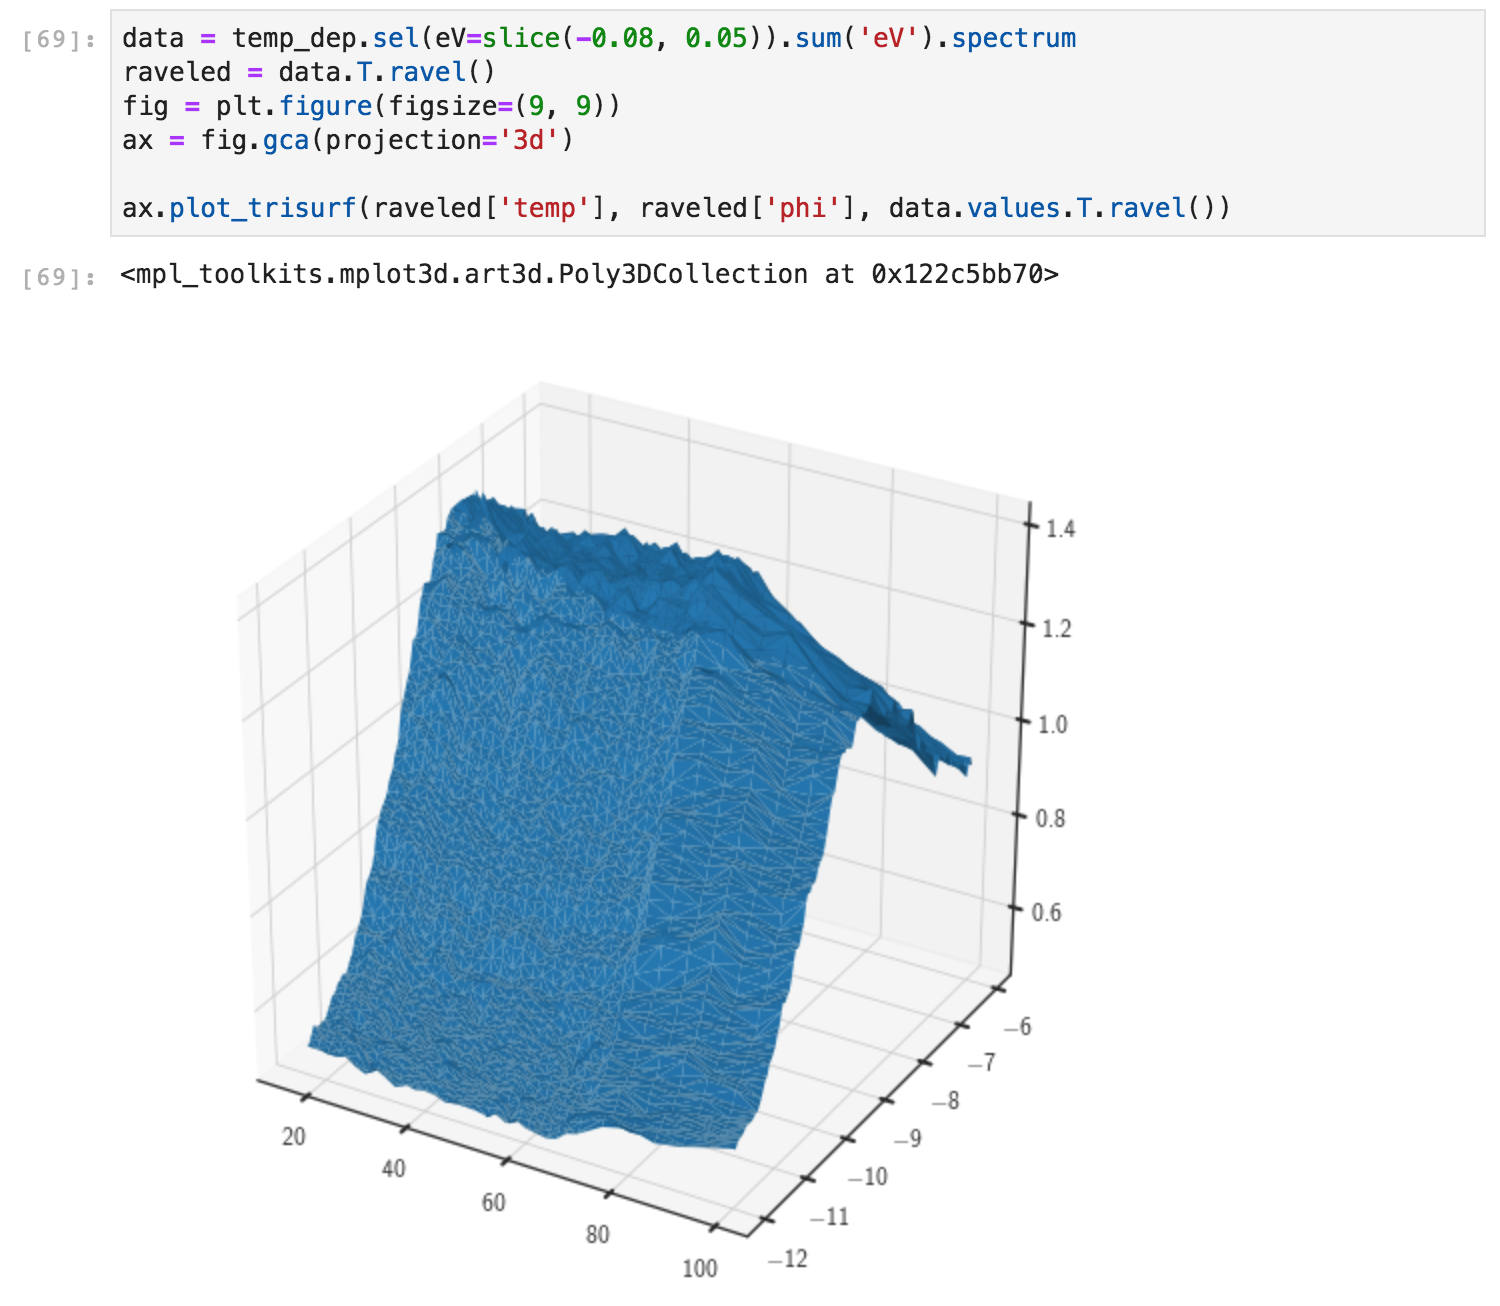 [69]: data = temp_dep.sel(eV=slice(-0.08, 0.05)).sum('eV').spectrum
raveled = data.T.ravel()
fig = plt.figure(figsize=(9, 9))
ax = fig.gca(projection='3d')
ax.plot_trisurf(raveled['temp'], raveled['phi'], data.values.T.ravel())
[69]: <mpl_toolkits.mplot3d.art3d.Poly3DCollection at 0x122c5bb70>
1.4
1.2
1.0
0.8
0.6
−6
−7
−8
−9
−10
−11
−12
20
40
60
80
100